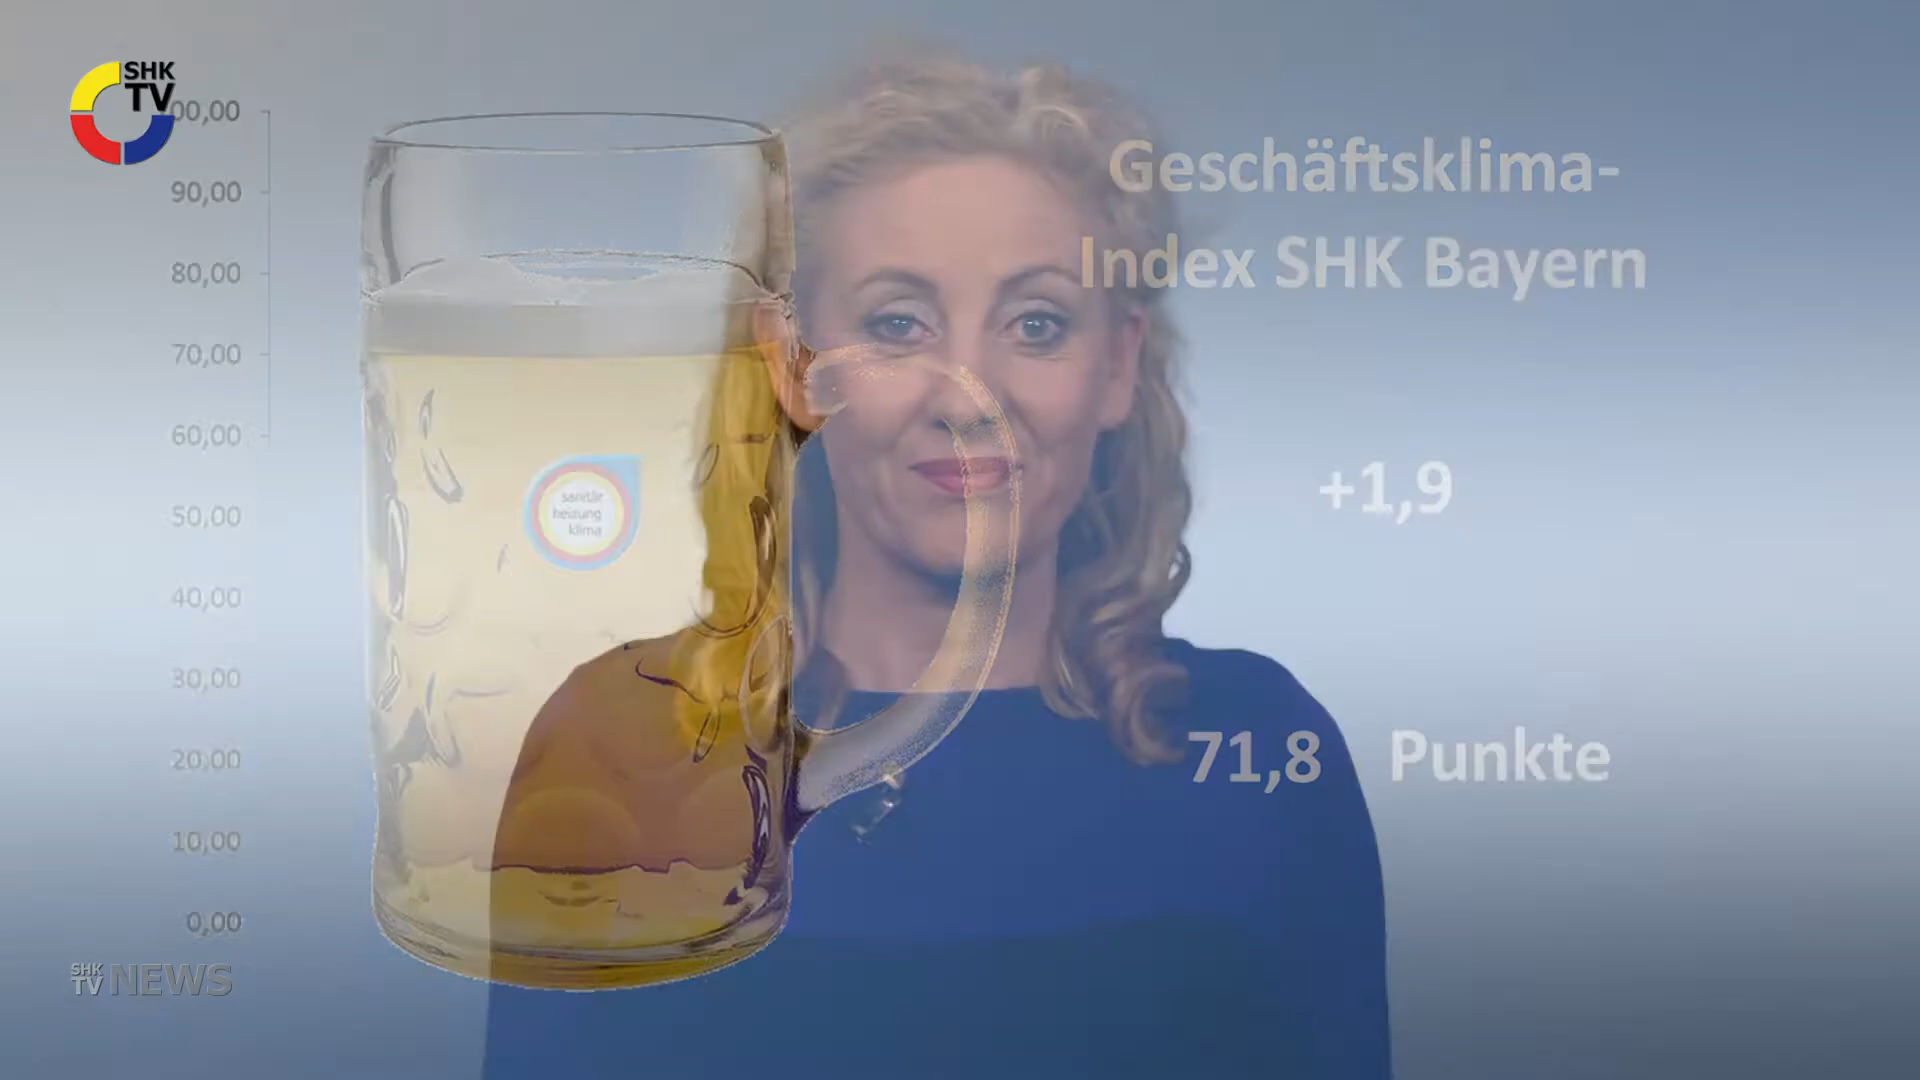 SHK
TV
00,00
90,00
80,00
70,00
60,00
50,00
40,00
30,00
20,00
10,00
0,00
sanitär
heizung
klima
Geschäftsklima-
Index SHK Bayern
+1,9
71,8 Punkte
SHK
TV NEWS